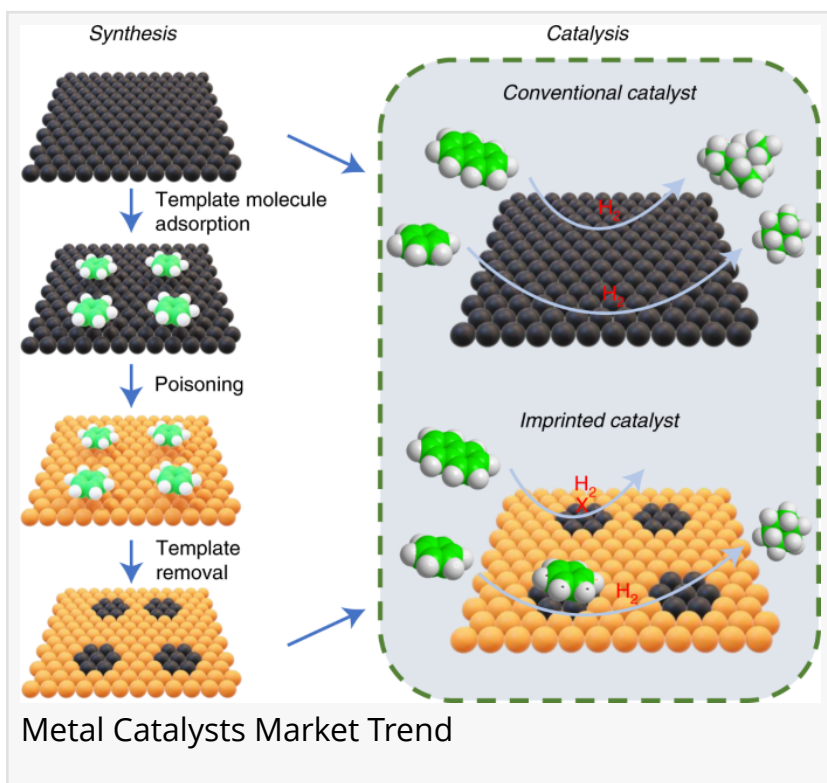 Synthesis
Template molecule
adsorption
Poisoning
Template
removal
Catalysis
Conventional catalyst
H₂
H₂
Imprinted catalyst
H₂
X
H₂
Metal Catalysts Market Trend